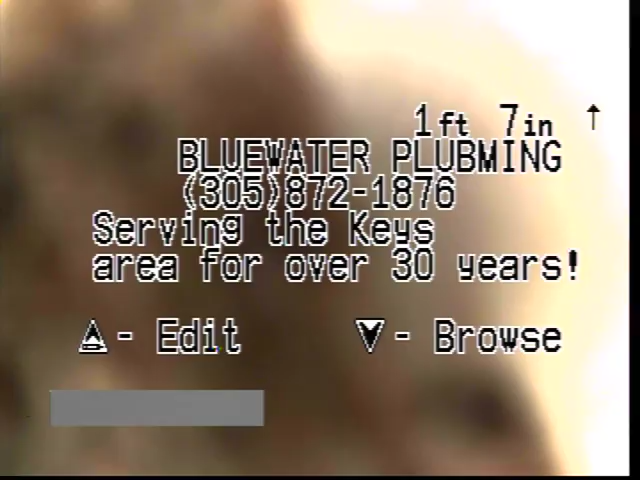 1ft 7in ↑
BLUEWATER PLUBMING
(305)872-1876
Serving the Keys
area for over 30 years!
- Edit - Browse